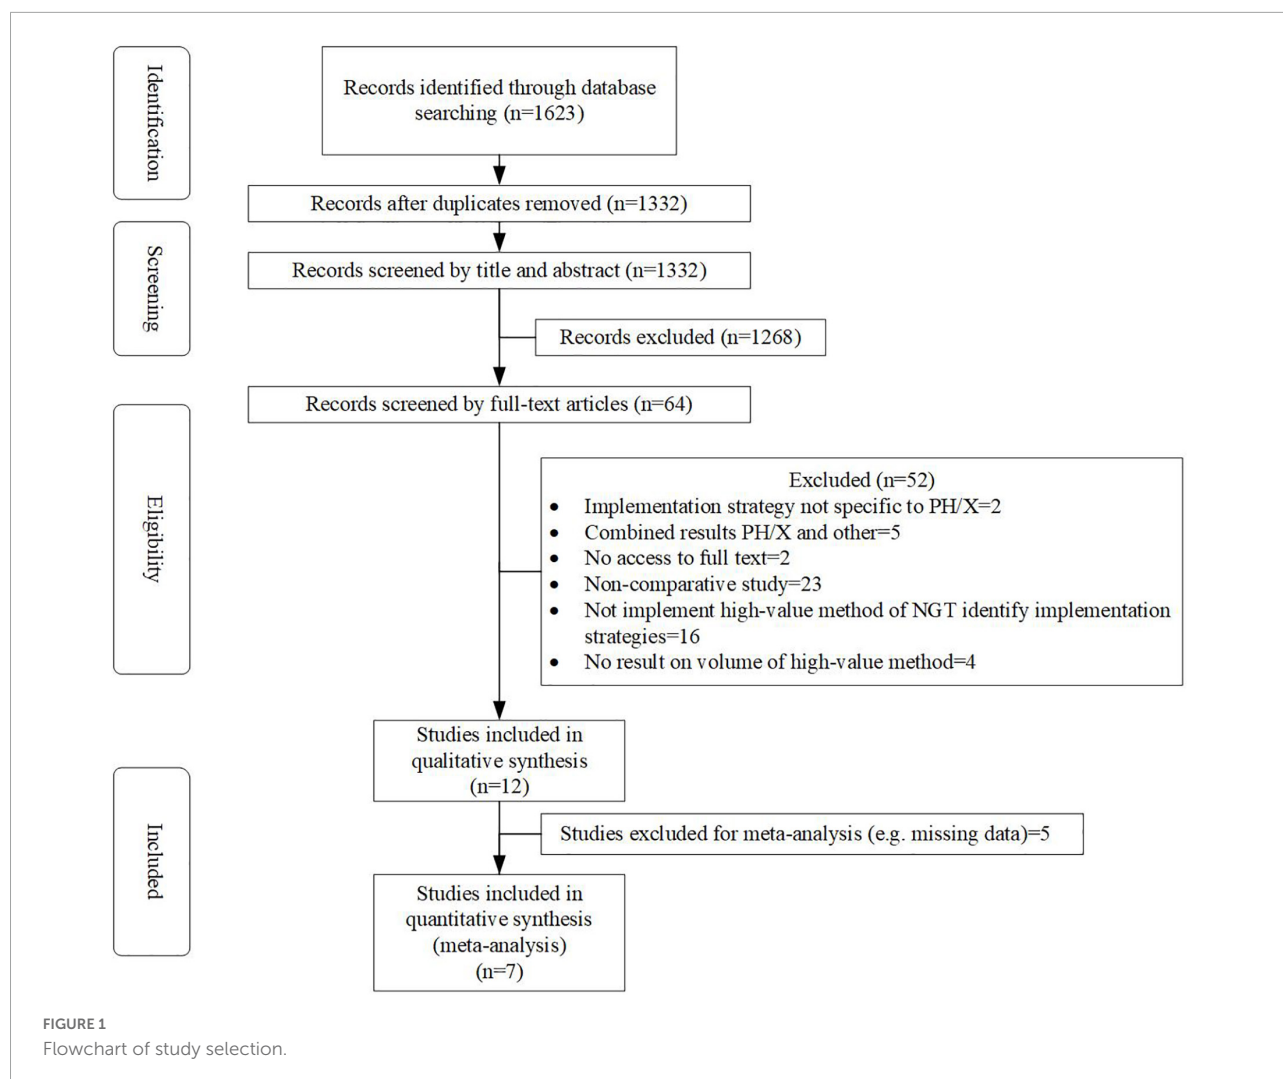 Identification
Records identified through database
searching (n=1623)
Records after duplicates removed (n=1332)
Screening
Records screened by title and abstract (n=1332)
Records excluded (n=1268)
Records screened by full-text articles (n=64)
Eligibility
Excluded (n=52)
• Implementation strategy not specific to PH/X=2
• Combined results PH/X and other=5
• No access to full text=2
• Non-comparative study=23
• Not implement high-value method of NGT identify implementation
strategies=16
• No result on volume of high-value method=4
Studies included in
qualitative synthesis
(n=12)
Included
Studies excluded for meta-analysis (e.g. missing data)=5
Studies included in
quantitative synthesis
(meta-analysis)
(n=7)
FIGURE 1
Flowchart of study selection.